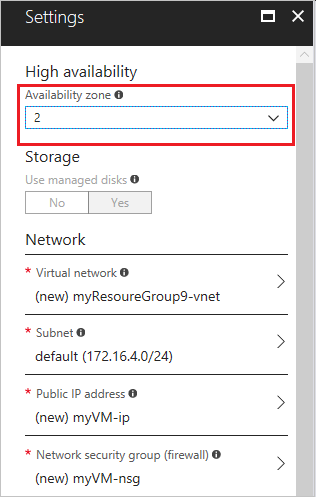 Settings
High availability
Availability zone
2
Storage
Use managed disks
No Yes
Network
* Virtual network
(new) myResoureGroup9-vnet
* Subnet
default (172.16.4.0/24)
* Public IP address
(new) myVM-ip
* Network security group (firewall)
(new) myVM-nsg